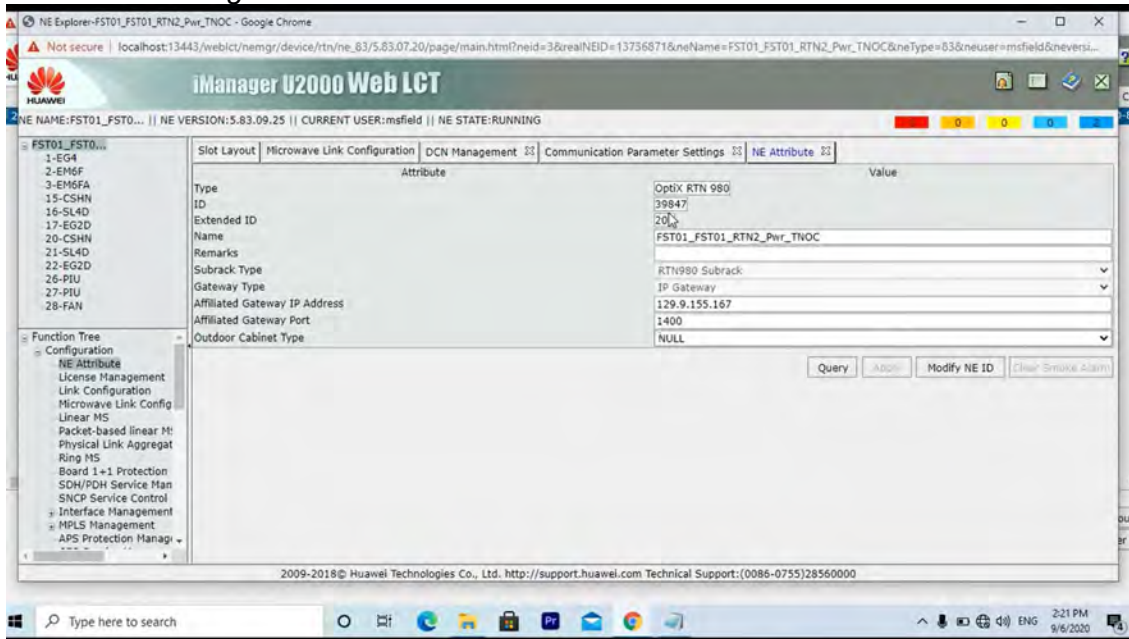 NE Explorer-FST01_FST01_RTN2_Pwr_TNOC - Google Chrome
Not secure | localhost:13443/webict/nemgr/device/rtn/ne_83/5.83.07.20/page/main.html?neid=3&realNEID=13736871&neName=FST01_FST01_RTN2_Pwr_TNOC&neType=83&neuser=msfield&neversi...
HUAWEI
iManager U2000 Web LCT
NE NAME:FST01_FST0... || NE VERSION:5.83.09.25 || CURRENT USER:msfield || NE STATE:RUNNING
0 0 0 2
FST01_FST0...
1-EG4
2-EM6F
3-EM6FA
15-CSHN
16-SL4D
17-EG2D
20-CSHN
21-SL4D
22-EG2D
26-PIU
27-PIU
28-FAN
Function Tree
Configuration
NE Attribute
License Management
Link Configuration
Microwave Link Config
Linear MS
Packet-based linear M
Physical Link Aggregat
Ring MS
Board 1+1 Protection
SDH/PDH Service Man
SNCP Service Control
Interface Management
MPLS Management
APS Protection Manag
Slot Layout Microwave Link Configuration DCN Management Communication Parameter Settings NE Attribute
Attribute Value
Type OptiX RTN 980
ID 39847
Extended ID 20
Name FST01_FST01_RTN2_Pwr_TNOC
Remarks
Subrack Type RTN980 Subrack
Gateway Type IP Gateway
Affiliated Gateway IP Address 129.9.155.167
Affiliated Gateway Port 1400
Outdoor Cabinet Type NULL
Query Apply Modify NE ID Clear Smoke Alarm
2009-2018© Huawei Technologies Co., Ltd. http://support.huawei.com Technical Support:(0086-0755)28560000
Type here to search
ENG
2:21 PM
9/6/2020